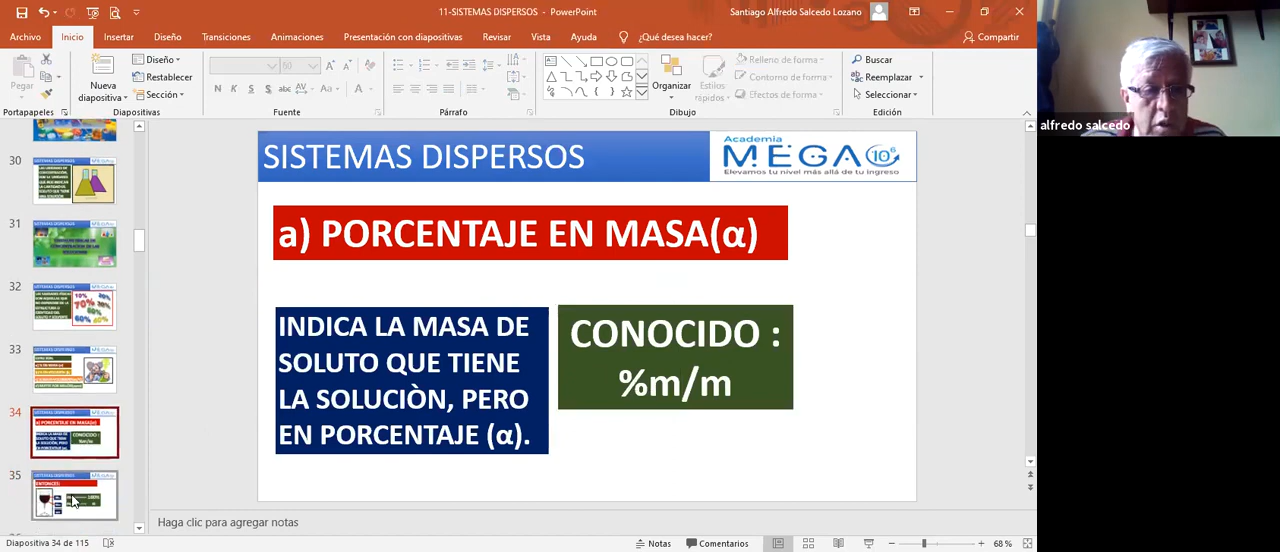 11-SISTEMAS DISPERSOS - PowerPoint
Santiago Alfredo Salcedo Lozano
Archivo Inicio Insertar Diseño Transiciones Animaciones Presentación con diapositivas Revisar Vista Ayuda ¿Qué desea hacer? Compartir
Pegar
Nueva diapositiva
Diseño
Restablecer
Sección
N K S abc
Organizar
Estilos rápidos
Relleno de forma
Contorno de forma
Efectos de forma
Buscar
Reemplazar
Seleccionar
Portapapeles Diapositivas Fuente Párrafo Dibujo Edición
alfredo salcedo
30
31
32
33
34
35
SISTEMAS DISPERSOS
Academia
MEGA 10⁶
Elevamos tu nivel más allá de tu ingreso
a) PORCENTAJE EN MASA(α)
INDICA LA MASA DE
SOLUTO QUE TIENE
LA SOLUCIÒN, PERO
EN PORCENTAJE (α).
CONOCIDO :
%m/m
Haga clic para agregar notas
Diapositiva 34 de 115
Notas
Comentarios
68 %